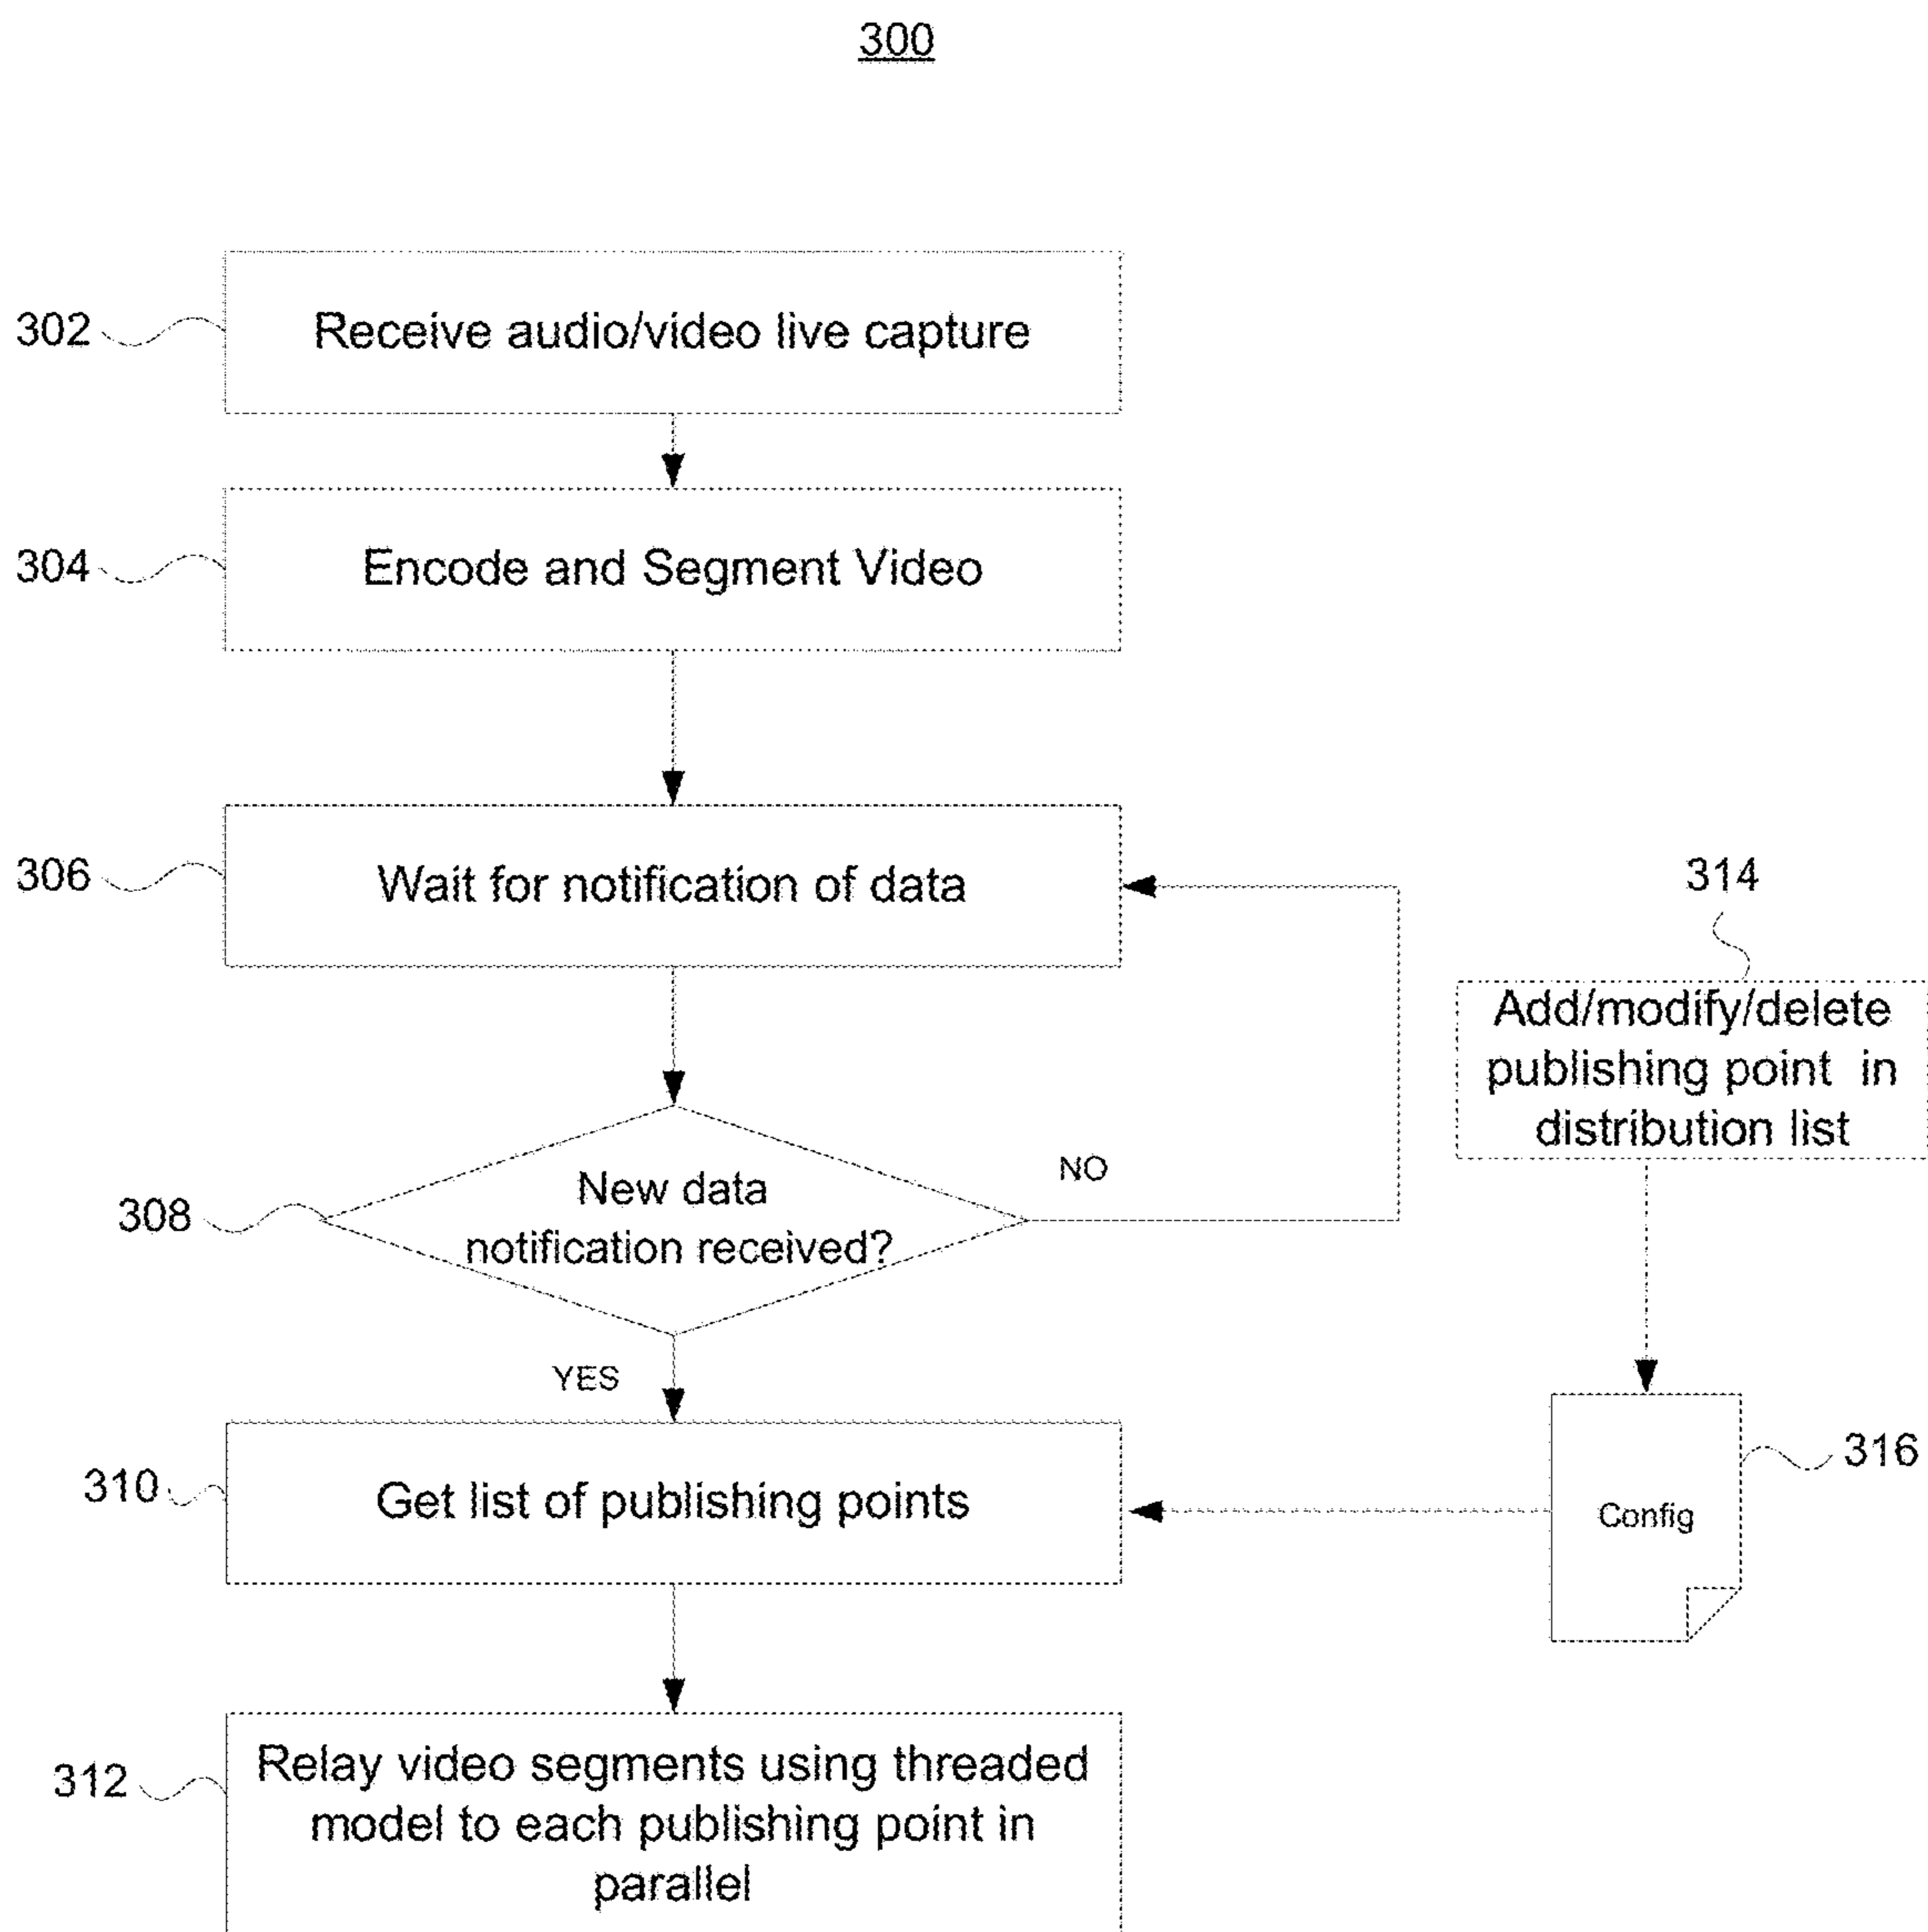 300
302
Receive audio/video live capture
304
Encode and Segment Video
306
Wait for notification of data
314
Add/modify/delete
publishing point in
distribution list
308
New data
notification received?
NO
YES
310
Get list of publishing points
Config
316
312
Relay video segments using threaded
model to each publishing point in
parallel